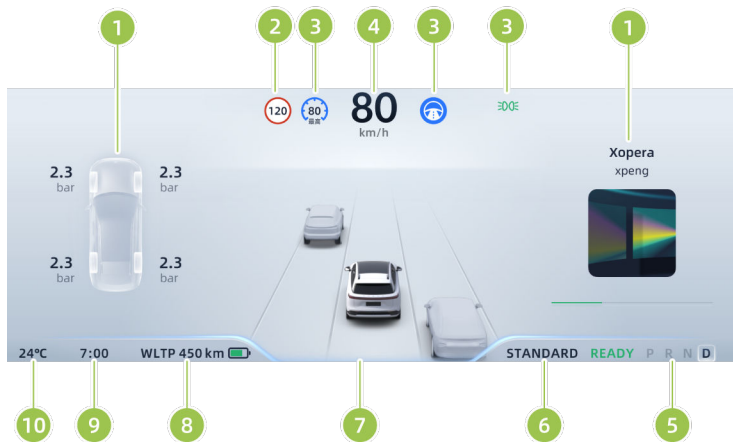 1
2
3
4
3
3
1
120
80
最高
80
km/h
Xopera
xpeng
2.3
bar
2.3
bar
2.3
bar
2.3
bar
24°C
7:00
WLTP 450 km
STANDARD
READY
P R N D
10
9
8
7
6
5